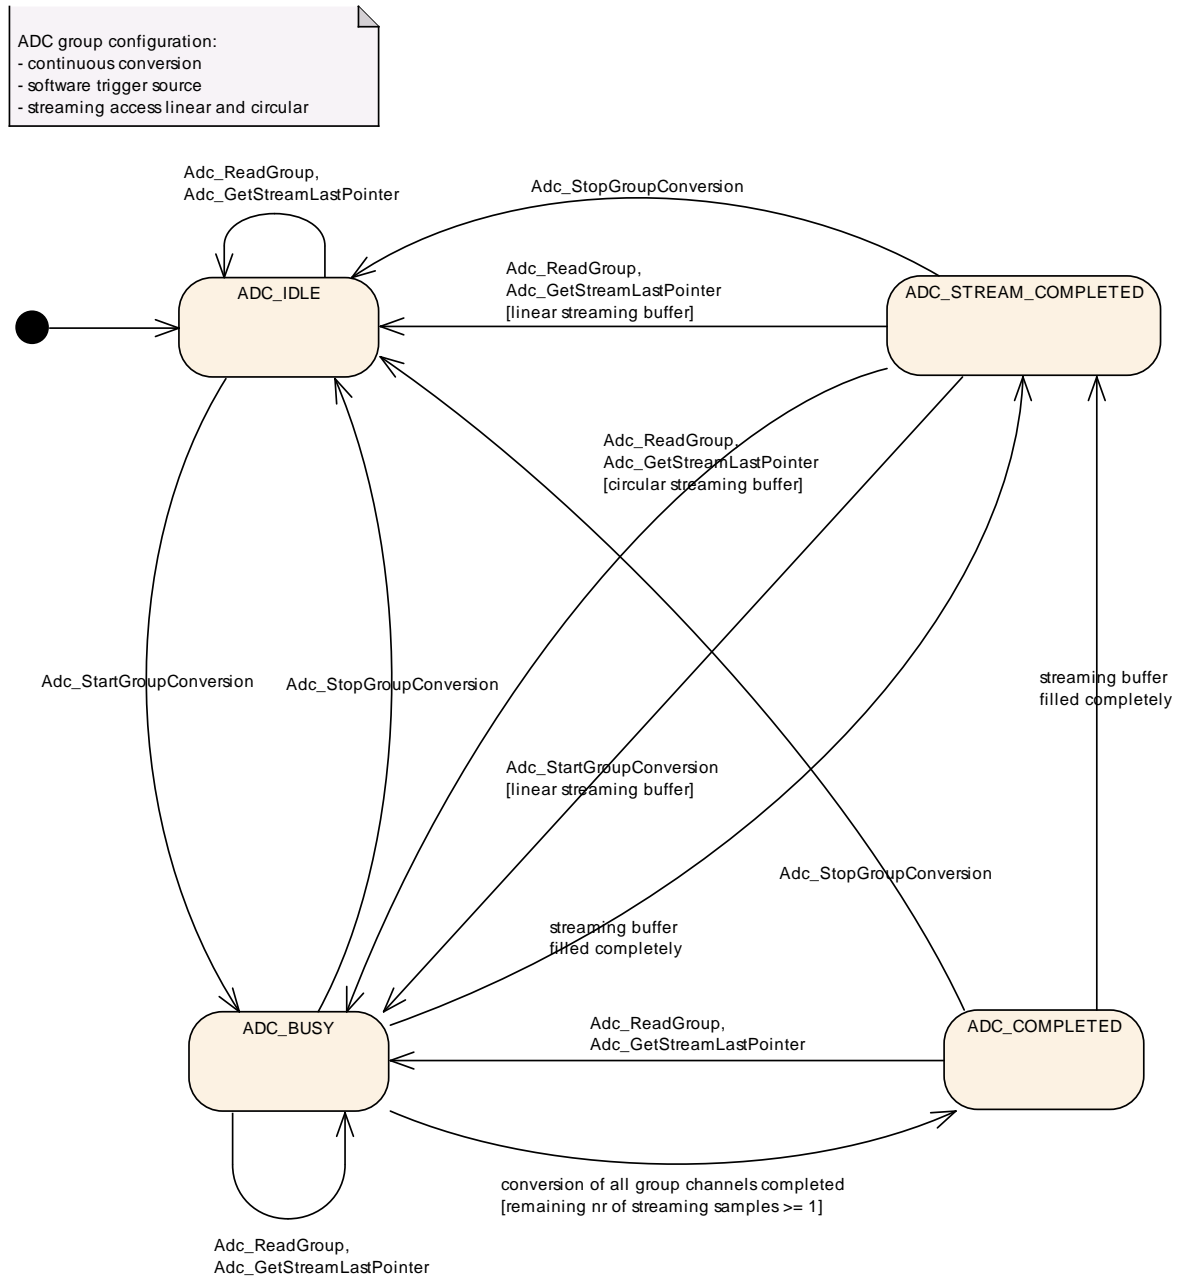 ADC group configuration:
- continuous conversion
- software trigger source
- streaming access linear and circular
Adc_ReadGroup,
Adc_GetStreamLastPointer
Adc_StopGroupConversion
Adc_ReadGroup,
Adc_GetStreamLastPointer
[linear streaming buffer]
ADC_IDLE
ADC_STREAM_COMPLETED
Adc_ReadGroup,
Adc_GetStreamLastPointer
[circular streaming buffer]
Adc_StartGroupConversion
Adc_StopGroupConversion
streaming buffer
filled completely
Adc_StartGroupConversion
[linear streaming buffer]
Adc_StopGroupConversion
streaming buffer
filled completely
ADC_BUSY
Adc_ReadGroup,
Adc_GetStreamLastPointer
ADC_COMPLETED
conversion of all group channels completed
[remaining nr of streaming samples >= 1]
Adc_ReadGroup,
Adc_GetStreamLastPointer